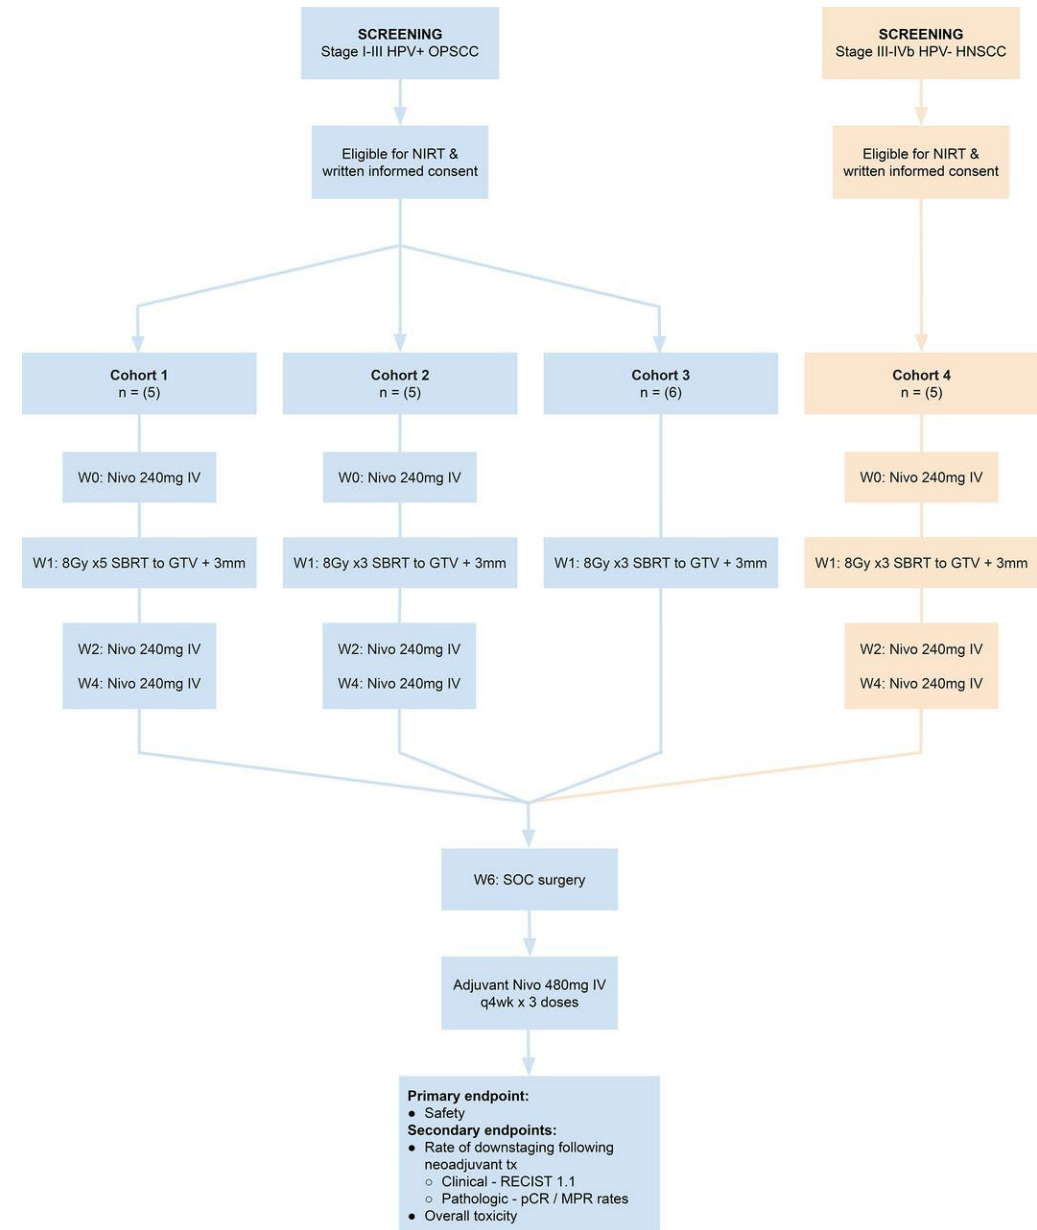 SCREENING
Stage I-III HPV+ OPSCC
SCREENING
Stage III-IVb HPV- HNSCC
Eligible for NIRT &
written informed consent
Eligible for NIRT &
written informed consent
Cohort 1
n = (5)
Cohort 2
n = (5)
Cohort 3
n = (6)
Cohort 4
n = (5)
W0: Nivo 240mg IV
W0: Nivo 240mg IV
W0: Nivo 240mg IV
W1: 8Gy x5 SBRT to GTV + 3mm
W1: 8Gy x3 SBRT to GTV + 3mm
W1: 8Gy x3 SBRT to GTV + 3mm
W1: 8Gy x3 SBRT to GTV + 3mm
W2: Nivo 240mg IV
W4: Nivo 240mg IV
W2: Nivo 240mg IV
W4: Nivo 240mg IV
W2: Nivo 240mg IV
W4: Nivo 240mg IV
W6: SOC surgery
Adjuvant Nivo 480mg IV
q4wk x 3 doses
Primary endpoint:
● Safety
Secondary endpoints:
● Rate of downstaging following
neoadjuvant tx
○ Clinical - RECIST 1.1
○ Pathologic - pCR / MPR rates
● Overall toxicity